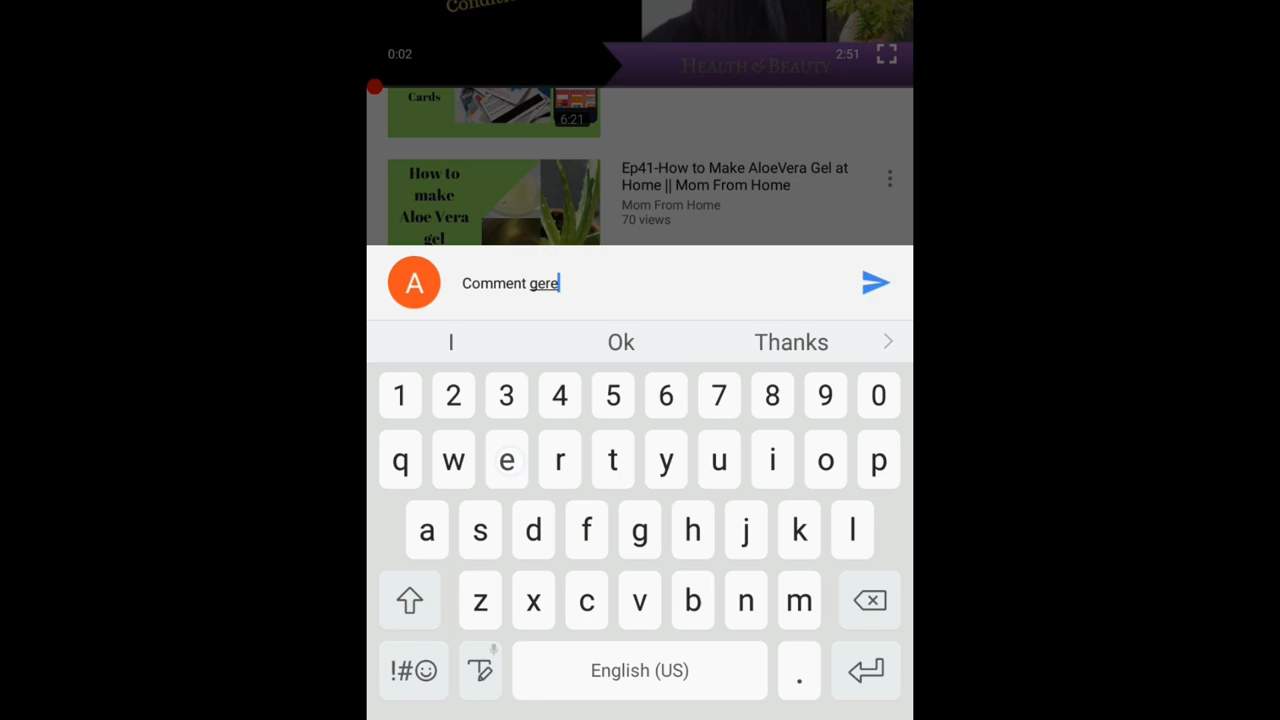 0:02
2:51
HEALTH & BEAUTY
Cards
6:21
How to
make
Aloe Vera
gel
Ep41-How to Make AloeVera Gel at
Home || Mom From Home
Mom From Home
70 views
A
Comment gere
I Ok Thanks
1 2 3 4 5 6 7 8 9 0
q w e r t y u i o p
a s d f g h j k l
z x c v b n m
!#☺ T English (US) .